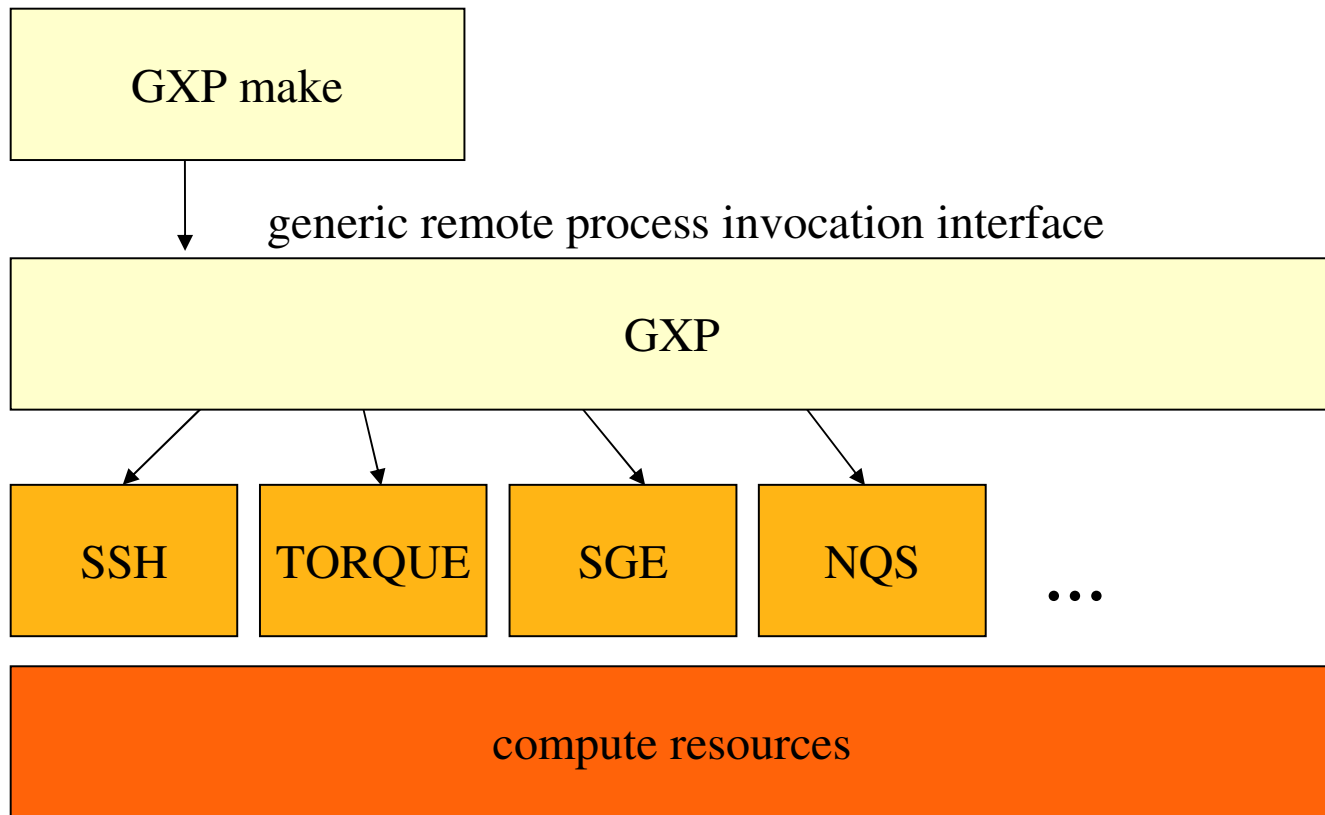 GXP make
generic remote process invocation interface
GXP
SSH
TORQUE
SGE
NQS
...
compute resources